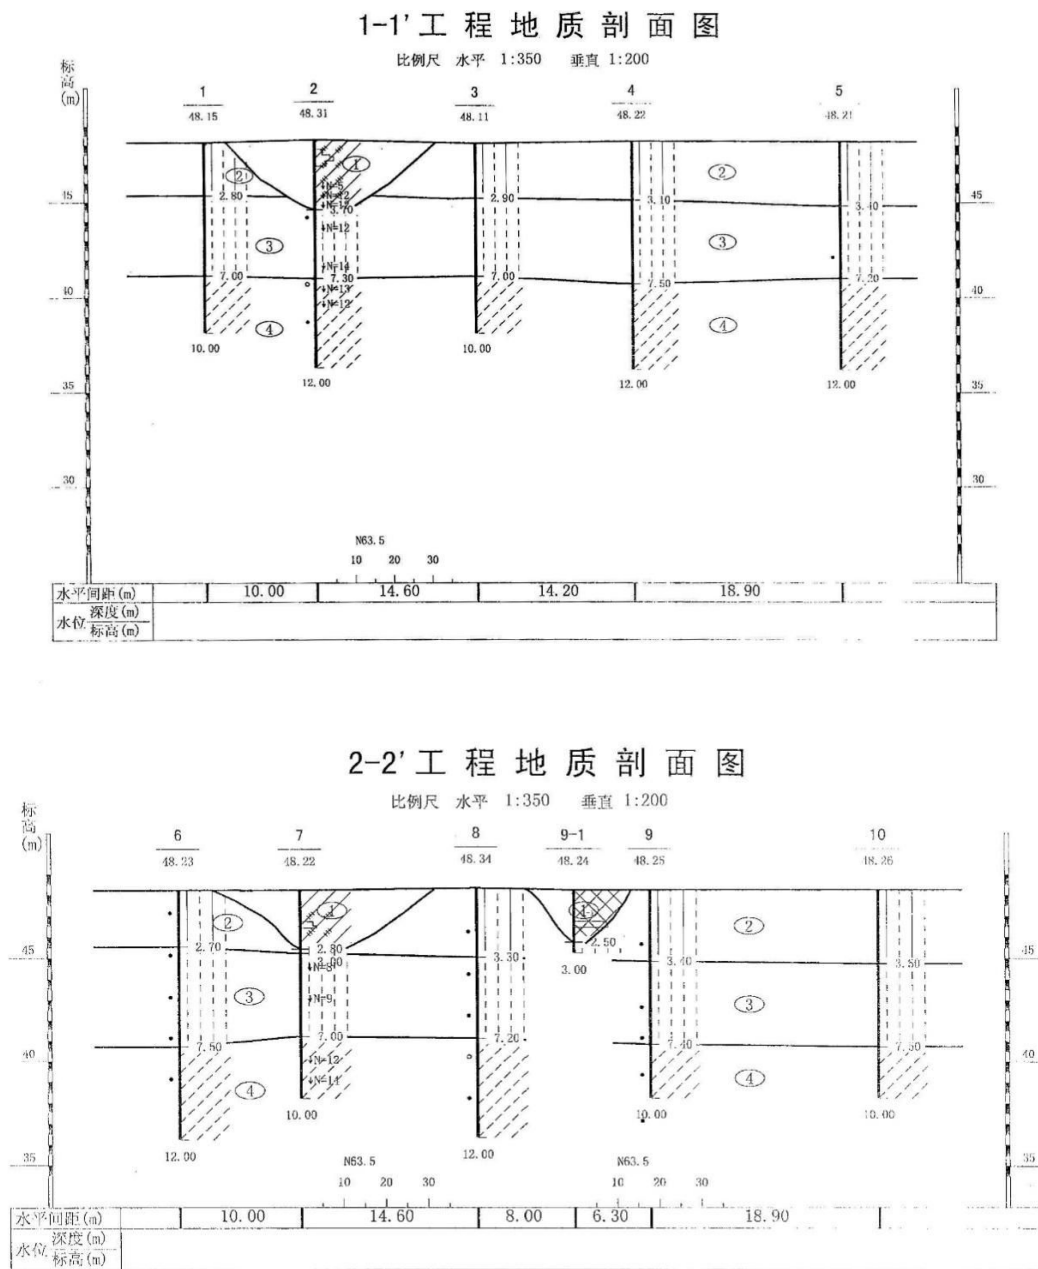 1-1' 工 程 地 质 剖 面 图
比例尺 水平 1:350 垂直 1:200
标高(m)
1 2 3 4 5
48.15 48.31 48.11 48.22 48.21
① ② ②
N=5
N=12
45 2.80 2.90 3.10 3.40 45
3.70
N=12
③ ③
N=14
7.00 7.30 7.00 7.50 7.20
40 N=13 40
N=12
④ ④
10.00 10.00
12.00 12.00 12.00
35 35
30 30
N63.5
10 20 30
水平间距(m) 10.00 14.60 14.20 18.90
水位 深度(m)
标高(m)
2-2' 工 程 地 质 剖 面 图
比例尺 水平 1:350 垂直 1:200
标高(m)
6 7 8 9-1 9 10
48.23 48.22 48.34 48.24 48.25 48.26
② ① ① ②
2.70 2.80 2.50
45 3.00 3.30 3.40 3.50 45
N=8 3.00
③ N=9 ③
7.50 7.00 7.20 7.40 7.50
40 N=12 40
④ N=11 ④
10.00 10.00 10.00
12.00 12.00
35 35
N63.5 N63.5
10 20 30 10 20 30
水平间距(m) 10.00 14.60 8.00 6.30 18.90
水位 深度(m)
标高(m)